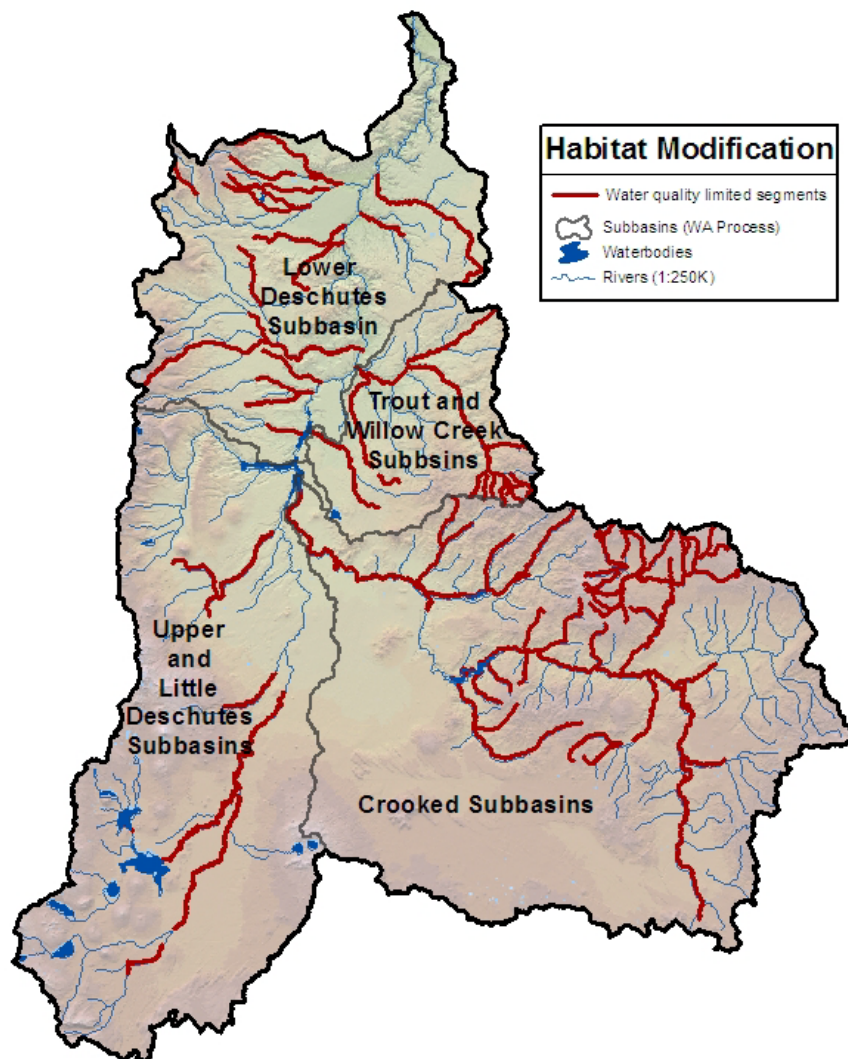 Habitat Modification
Water quality limited segments
Subbasins (WA Process)
Waterbodies
Rivers (1:250K)
Lower
Deschutes
Subbasin
Trout and
Willow Creek
Subbsins
Upper
and
Little
Deschutes
Subbasins
Crooked Subbasins